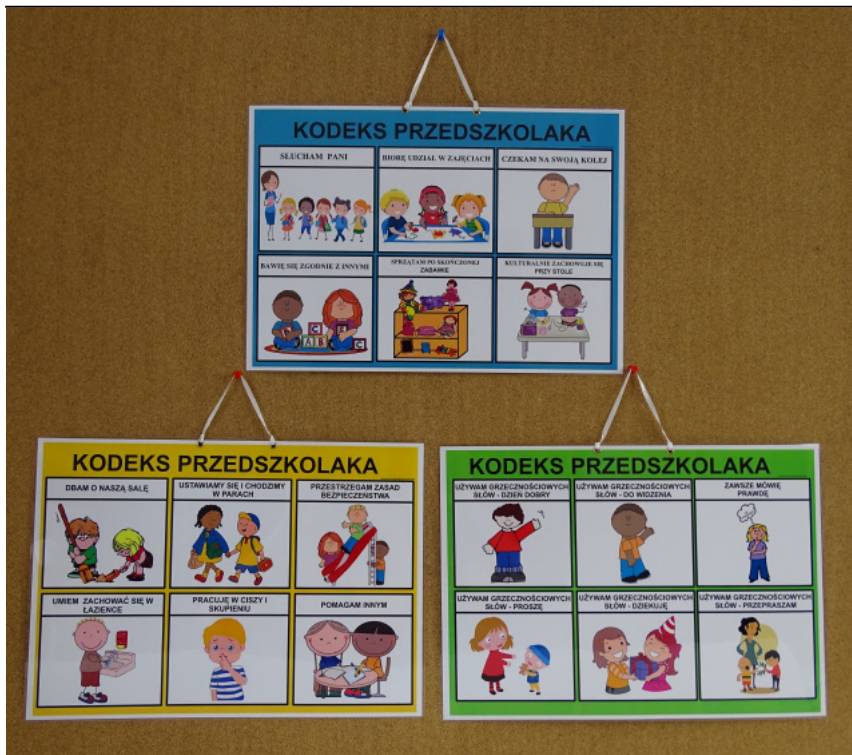 KODEKS PRZEDSZKOLAKA
SŁUCHAM PANI
BIORĘ UDZIAŁ W ZAJĘCIACH
CZEKAM NA SWOJĄ KOLEJ
BAWIĘ SIĘ ZGODNIE Z INNYMI
SPRZĄTAM PO SKOŃCZONEJ
ZABAWIE
KULTURALNIE ZACHOWUJE SIĘ
PRZY STOLE
C
E
A
B
C
KODEKS PRZEDSZKOLAKA
DBAM O NASZĄ SALĘ
USTAWIAMY SIĘ I CHODZIMY
W PARACH
PRZESTRZEGAM ZASAD
BEZPIECZEŃSTWA
UMIEM ZACHOWAĆ SIĘ W
ŁAZIENCE
PRACUJĘ W CISZY I
SKUPIENIU
POMAGAM INNYM
KODEKS PRZEDSZKOLAKA
UŻYWAM GRZECZNOŚCIOWYCH
SŁÓW - DZIEŃ DOBRY
UŻYWAM GRZECZNOŚCIOWYCH
SŁÓW - DO WIDZENIA
ZAWSZE MÓWIĘ
PRAWDĘ
UŻYWAM GRZECZNOŚCIOWYCH
SŁÓW - PROSZĘ
UŻYWAM GRZECZNOŚCIOWYCH
SŁÓW - DZIĘKUJĘ
UŻYWAM GRZECZNOŚCIOWYCH
SŁÓW - PRZEPRASZAM